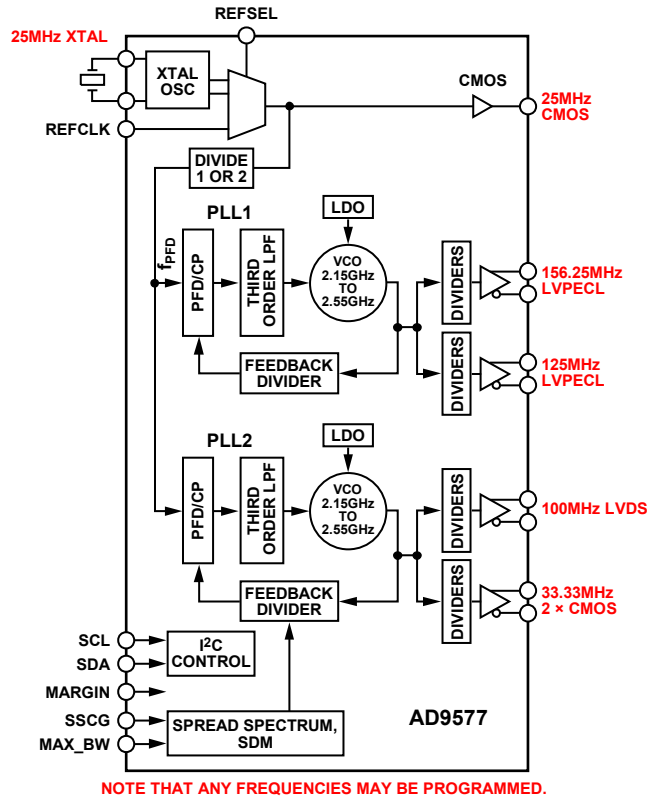 REFSEL
25MHz XTAL
XTAL
OSC
REFCLK
CMOS
25MHz
CMOS
DIVIDE
1 OR 2
PLL1
LDO
fPFD
PFD/CP
THIRD
ORDER LPF
VCO
2.15GHz
TO
2.55GHz
FEEDBACK
DIVIDER
DIVIDERS
156.25MHz
LVPECL
DIVIDERS
125MHz
LVPECL
PLL2
LDO
PFD/CP
THIRD
ORDER LPF
VCO
2.15GHz
TO
2.55GHz
FEEDBACK
DIVIDER
DIVIDERS
100MHz LVDS
DIVIDERS
33.33MHz
2 × CMOS
SCL
SDA
I2C
CONTROL
MARGIN
SSCG
MAX_BW
SPREAD SPECTRUM,
SDM
AD9577
NOTE THAT ANY FREQUENCIES MAY BE PROGRAMMED.